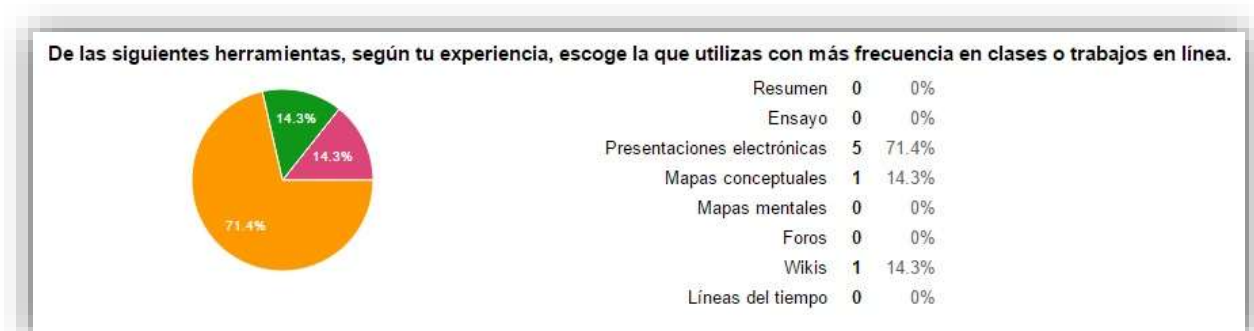 De las siguientes herramientas, según tu experiencia, escoge la que utilizas con más frecuencia en clases o trabajos en línea.
14.3%
14.3%
71.4%
Resumen 0 0%
Ensayo 0 0%
Presentaciones electrónicas 5 71.4%
Mapas conceptuales 1 14.3%
Mapas mentales 0 0%
Foros 0 0%
Wikis 1 14.3%
Líneas del tiempo 0 0%